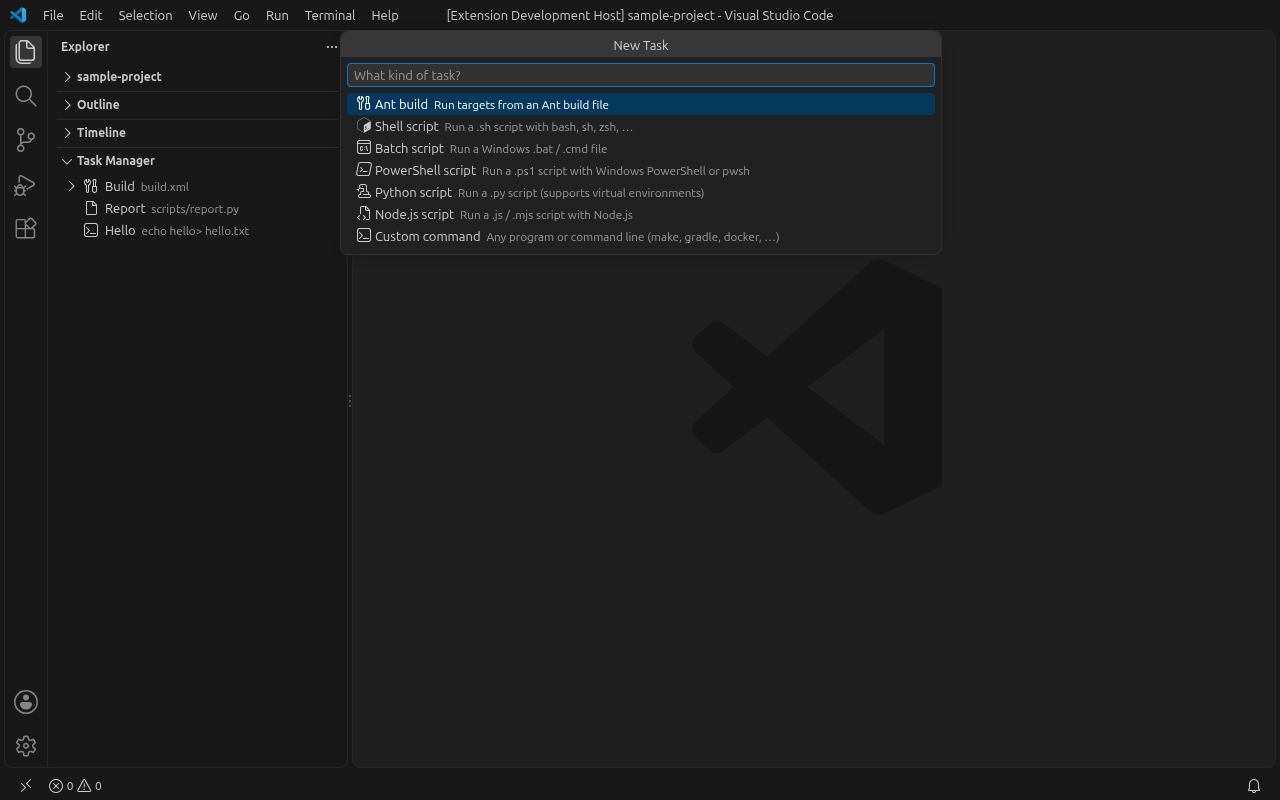 File Edit Selection View Go Run Terminal Help [Extension Development Host] sample-project - Visual Studio Code
Explorer
sample-project
Outline
Timeline
Task Manager
Build build.xml
Report scripts/report.py
Hello echo hello> hello.txt
New Task
What kind of task?
Ant build Run targets from an Ant build file
Shell script Run a .sh script with bash, sh, zsh, …
Batch script Run a Windows .bat / .cmd file
PowerShell script Run a .ps1 script with Windows PowerShell or pwsh
Python script Run a .py script (supports virtual environments)
Node.js script Run a .js / .mjs script with Node.js
Custom command Any program or command line (make, gradle, docker, …)
0 0